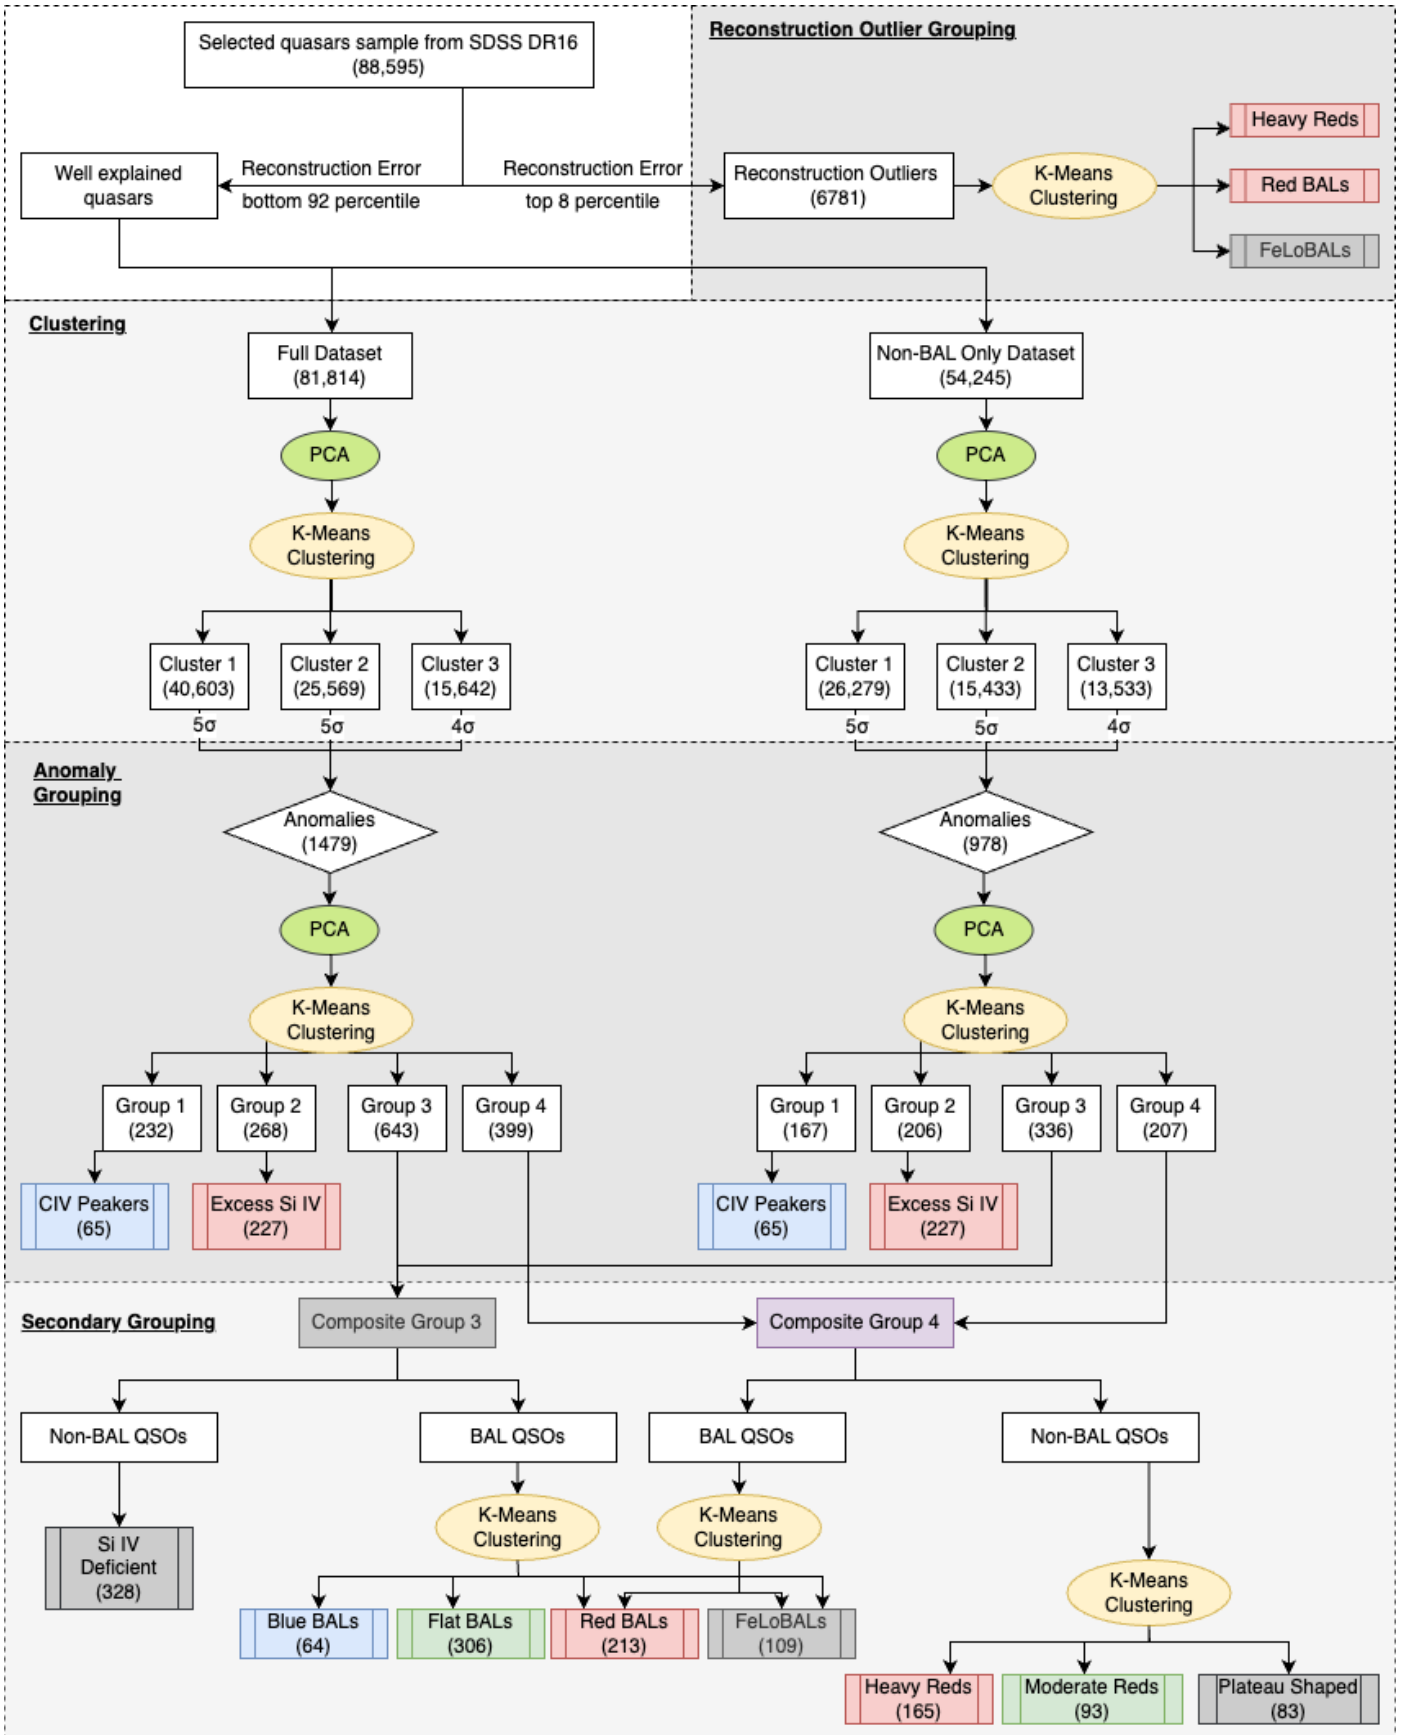 Selected quasars sample from SDSS DR16
(88,595)
Reconstruction Outlier Grouping
Well explained
quasars
Reconstruction Error
bottom 92 percentile
Reconstruction Error
top 8 percentile
Reconstruction Outliers
(6781)
K-Means
Clustering
Heavy Reds
Red BALs
FeLoBALs
Clustering
Full Dataset
(81,814)
Non-BAL Only Dataset
(54,245)
PCA
PCA
K-Means
Clustering
K-Means
Clustering
Cluster 1
(40,603)
Cluster 2
(25,569)
Cluster 3
(15,642)
Cluster 1
(26,279)
Cluster 2
(15,433)
Cluster 3
(13,533)
5σ
5σ
4σ
5σ
5σ
4σ
Anomaly
Grouping
Anomalies
(1479)
Anomalies
(978)
PCA
PCA
K-Means
Clustering
K-Means
Clustering
Group 1
(232)
Group 2
(268)
Group 3
(643)
Group 4
(399)
Group 1
(167)
Group 2
(206)
Group 3
(336)
Group 4
(207)
CIV Peakers
(65)
Excess Si IV
(227)
CIV Peakers
(65)
Excess Si IV
(227)
Secondary Grouping
Composite Group 3
Composite Group 4
Non-BAL QSOs
BAL QSOs
BAL QSOs
Non-BAL QSOs
K-Means
Clustering
K-Means
Clustering
Si IV
Deficient
(328)
K-Means
Clustering
Blue BALs
(64)
Flat BALs
(306)
Red BALs
(213)
FeLoBALs
(109)
Heavy Reds
(165)
Moderate Reds
(93)
Plateau Shaped
(83)